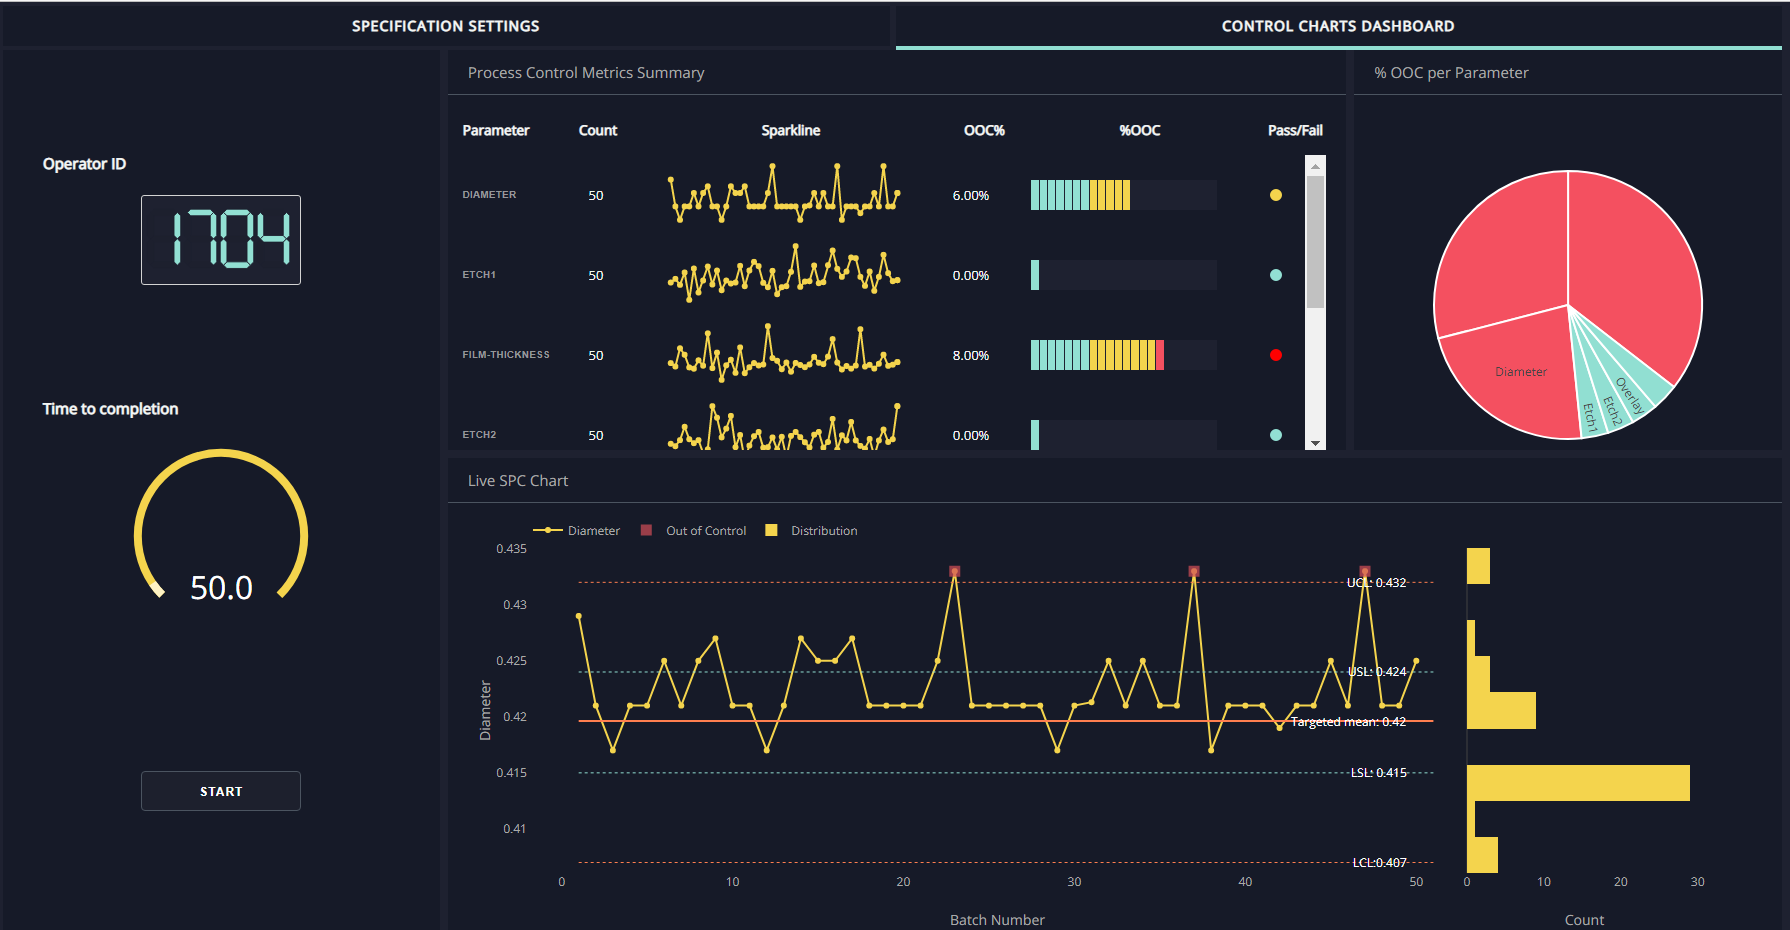 SPECIFICATION SETTINGS
CONTROL CHARTS DASHBOARD
Operator ID
1704
Time to completion
50.0
START
Process Control Metrics Summary
Parameter Count Sparkline OOC% %OOC Pass/Fail
DIAMETER 50 6.00%
ETCH1 50 0.00%
FILM-THICKNESS 50 8.00%
ETCH2 50 0.00%
% OOC per Parameter
Diameter
Etch1
Etch2
Overlay
Live SPC Chart
Diameter Out of Control Distribution
0.435
0.43
0.425
0.42
0.415
0.41
Diameter
UCL: 0.432
USL: 0.424
Targeted mean: 0.42
LSL: 0.415
LCL:0.407
0 10 20 30 40 50
Batch Number
0 10 20 30
Count